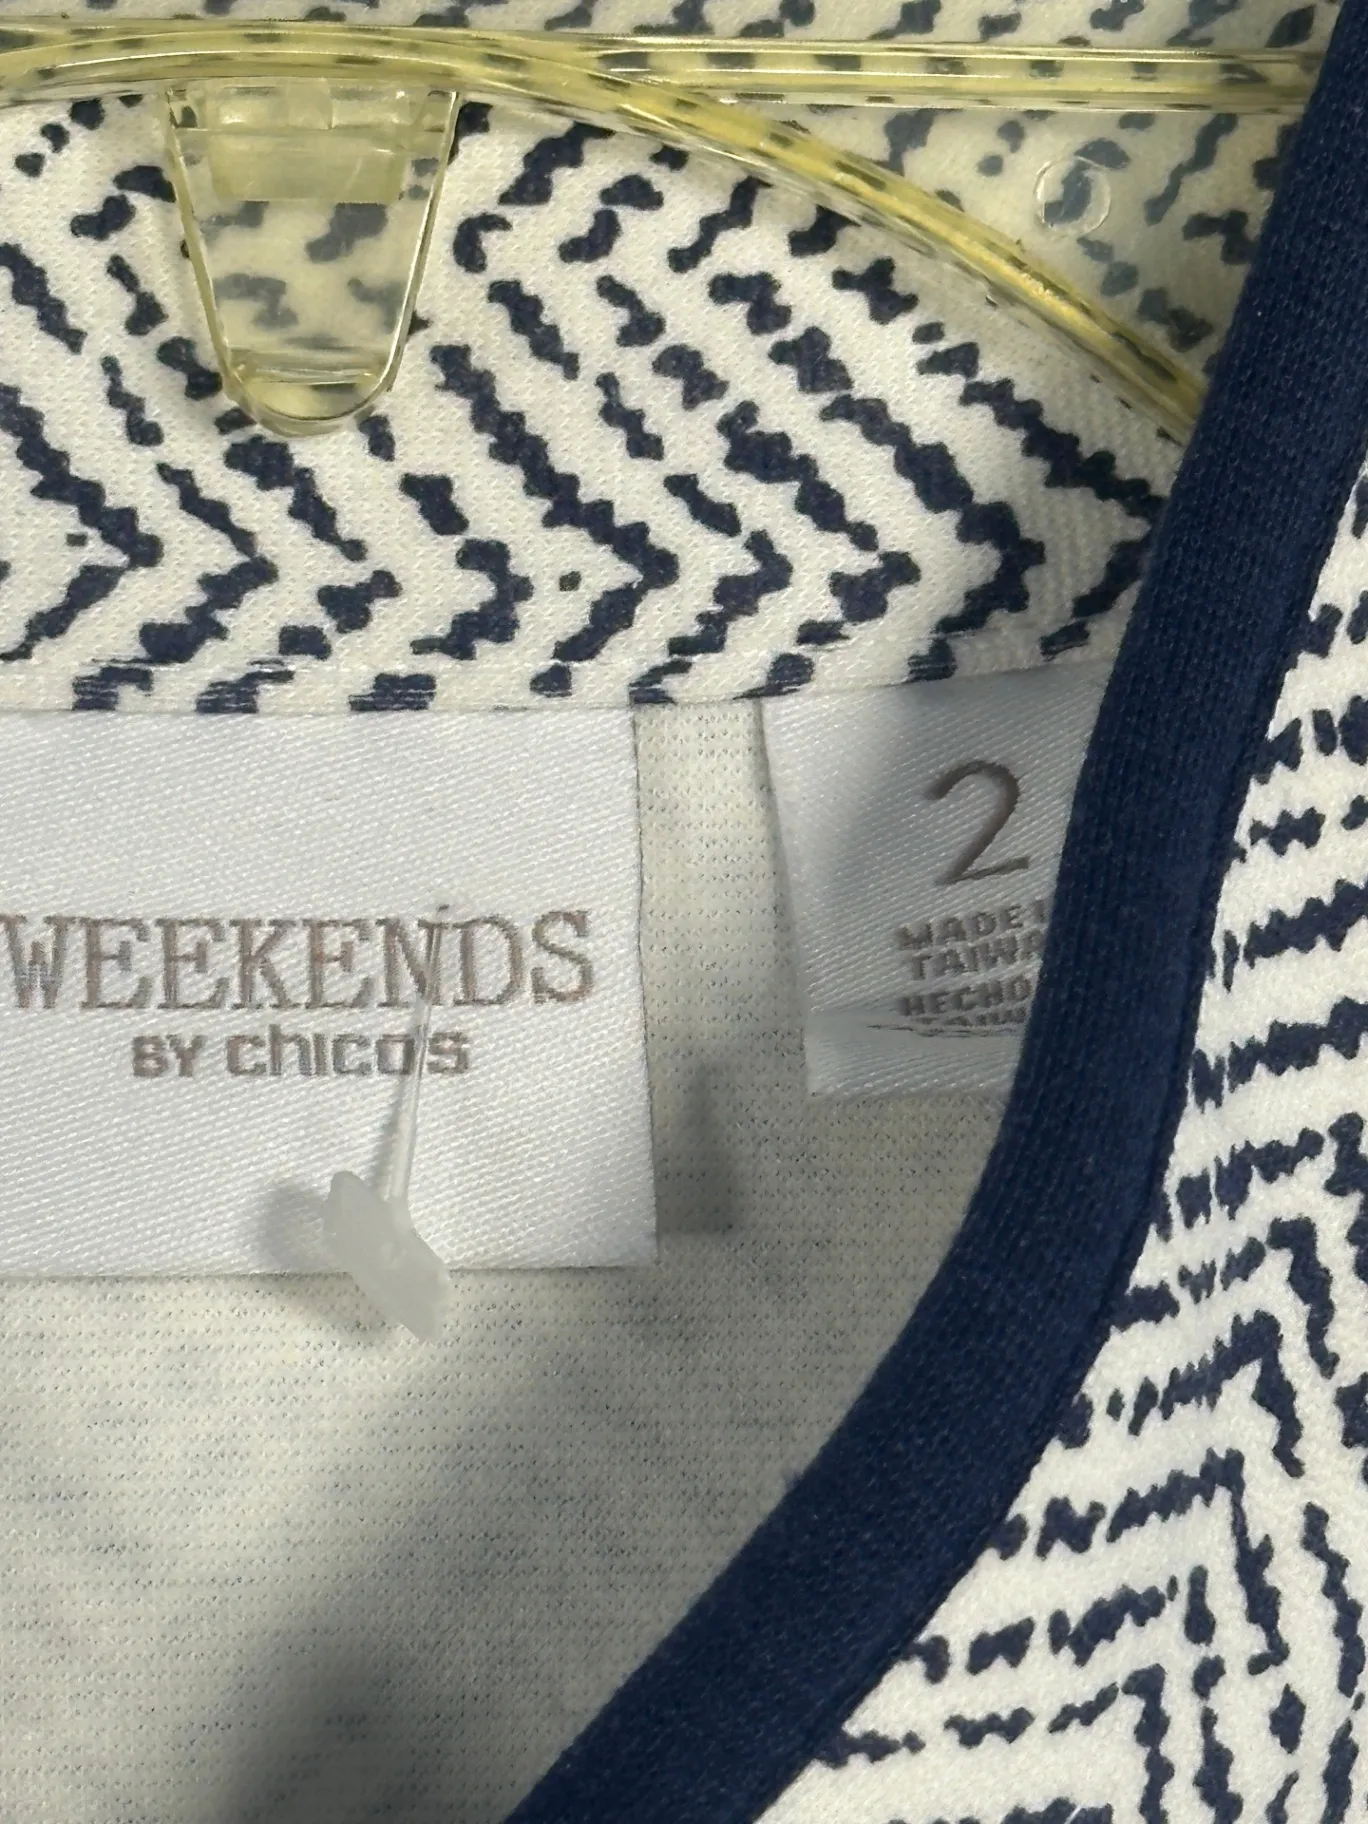 WEEKENDS
BY chico's
2
MADE I
TAIWA
HECHO